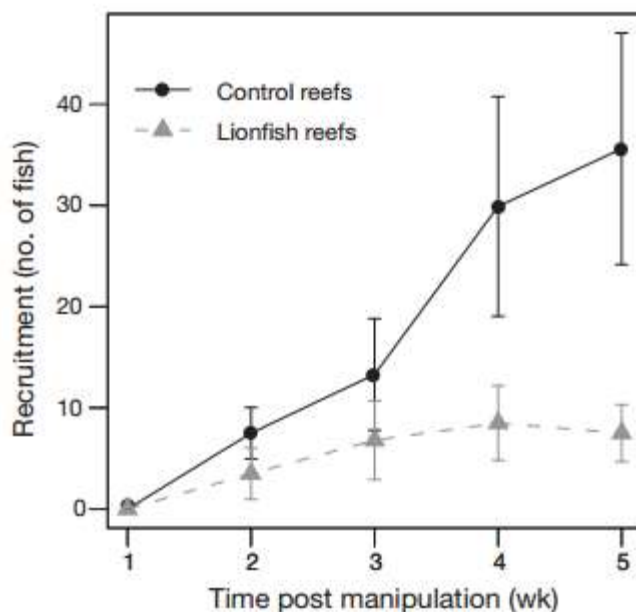 Control reefs
Lionfish reefs
Recruitment (no. of fish)
40
30
20
10
0
1 2 3 4 5
Time post manipulation (wk)